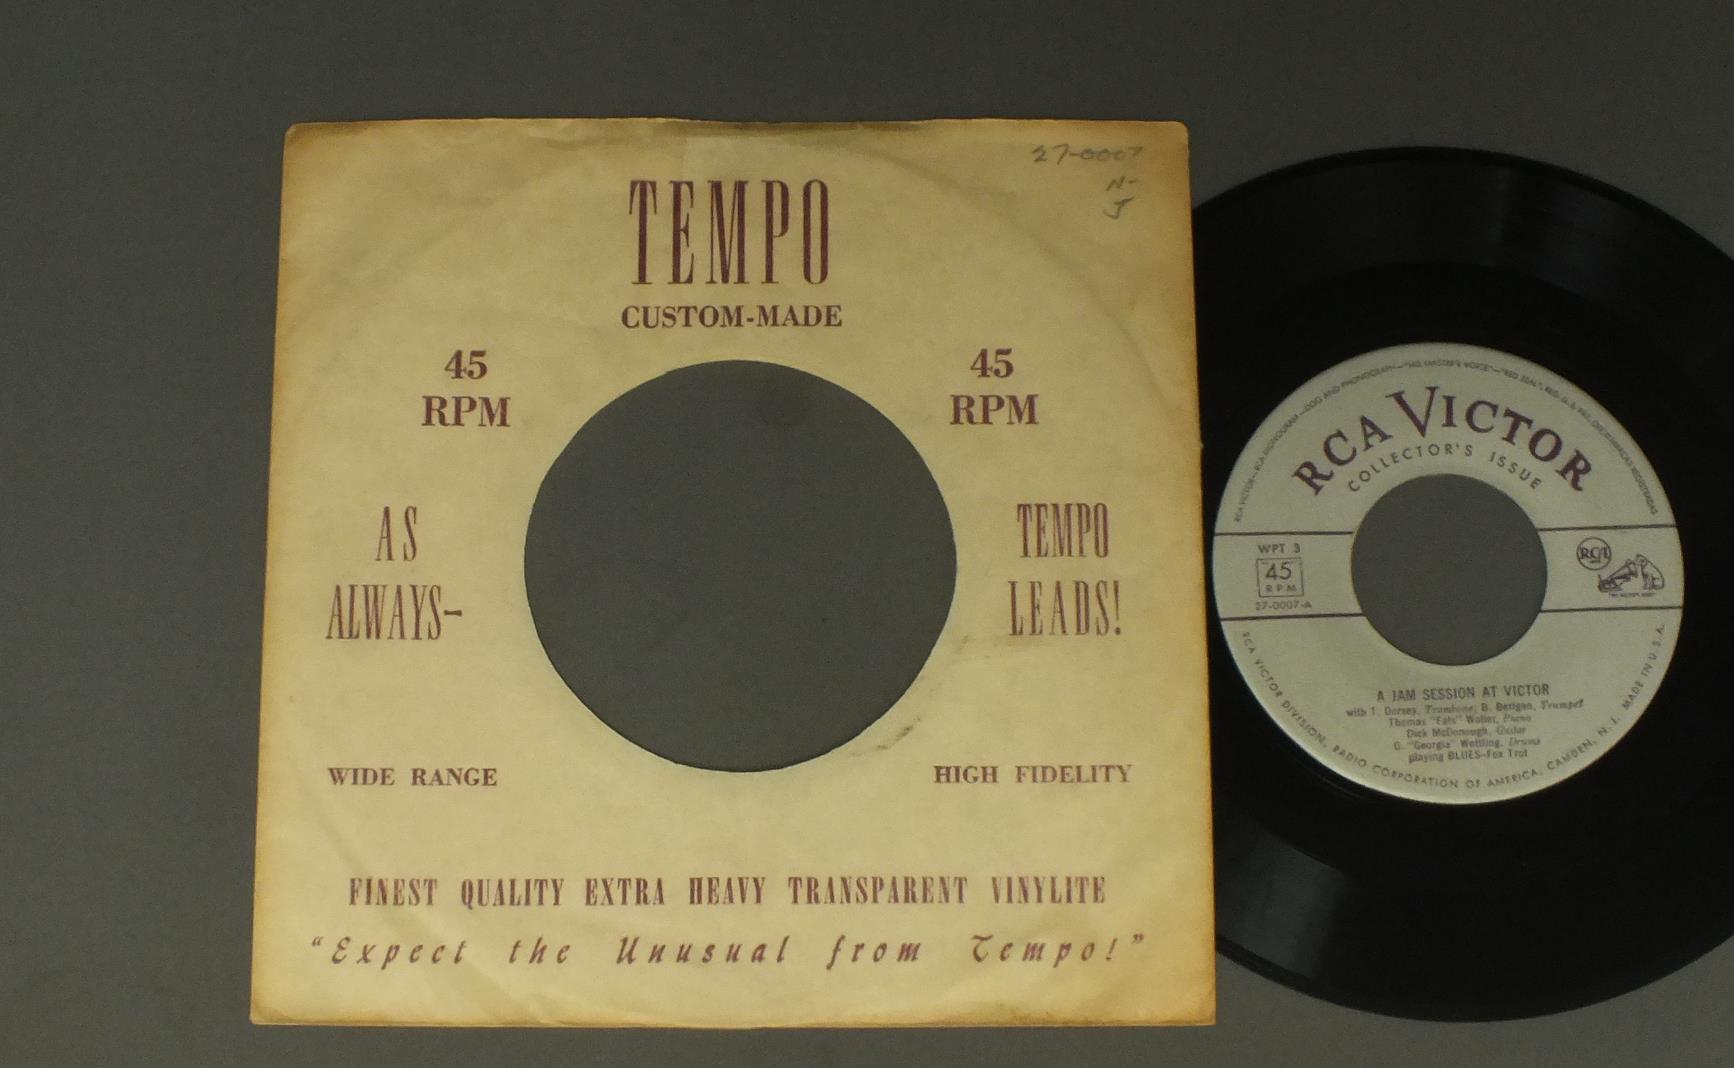 27-0007
N-
J
TEMPO
CUSTOM-MADE
45 RPM
45 RPM
AS ALWAYS-
TEMPO LEADS!
WIDE RANGE
HIGH FIDELITY
FINEST QUALITY EXTRA HEAVY TRANSPARENT VINYLITE
"Expect the Unusual from Tempo!"
RCA VICTOR
COLLECTOR'S ISSUE
WPT 3
45
RPM
27-0007-A
RCA
A JAM SESSION AT VICTOR
with T. Dorsey, Trombone; B. Berigan, Trumpet
Thomas "Fats" Waller, Piano
Dick McDonough, Guitar
G. "Georgia" Wettling, Drums
playing BLUES-Fox Trot
RCA VICTOR DIVISION, RADIO CORPORATION OF AMERICA, CAMDEN, N. J. MADE IN U.S.A.